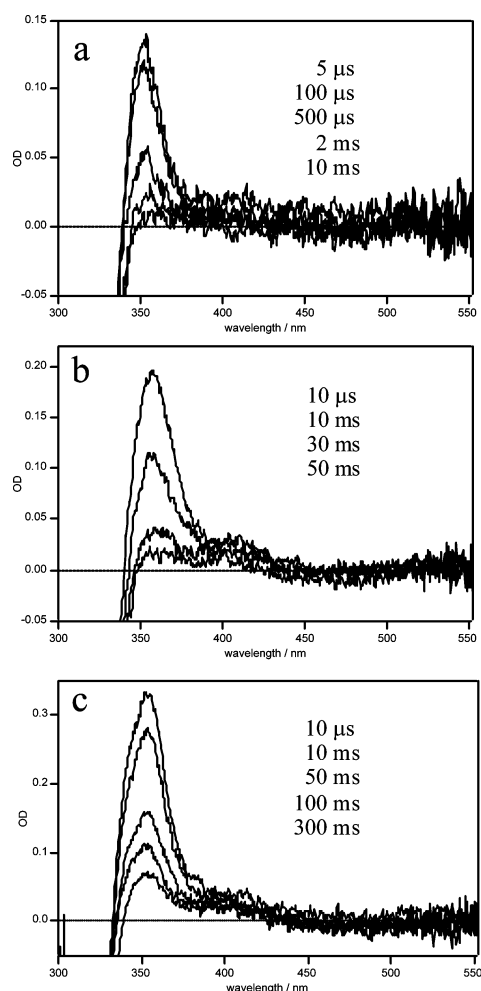 a
0.15
0.10
0.05
0.00
-0.05
OD
5 μs
100 μs
500 μs
2 ms
10 ms
300 350 400 450 500 550
wavelength / nm
b
0.20
0.15
0.10
0.05
0.00
-0.05
OD
10 μs
10 ms
30 ms
50 ms
300 350 400 450 500 550
wavelength / nm
c
0.3
0.2
0.1
0.0
OD
10 μs
10 ms
50 ms
100 ms
300 ms
300 350 400 450 500 550
wavelength / nm